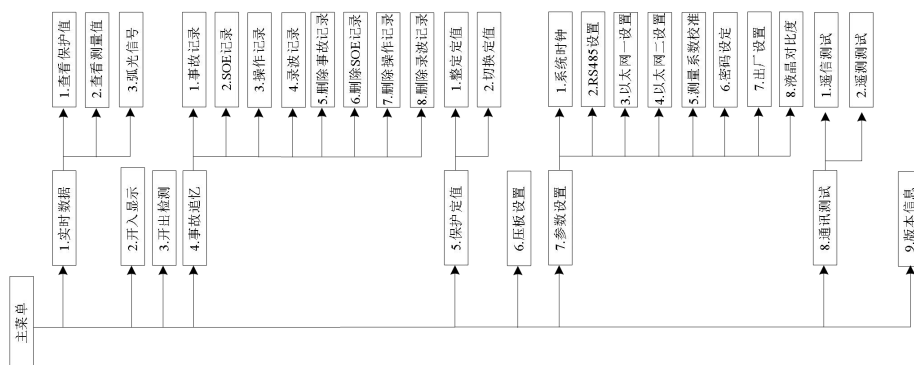 主菜单
1.实时数据
1.查看保护值
2.查看测量值
3.弧光信号
2.开入显示
3.开出检测
4.事故追忆
1.事故记录
2.SOE记录
3.操作记录
4.录波记录
5.删除事故记录
6.删除SOE记录
7.删除操作记录
8.删除录波记录
5.保护定值
1.整定定值
2.切换定值
6.压板设置
7.参数设置
1.系统时钟
2.RS485设置
3.以太网一设置
4.以太网二设置
5.测量系数校准
6.密码设定
7.出厂设置
8.液晶对比度
8.通讯测试
1.遥信测试
2.遥测测试
9.版本信息